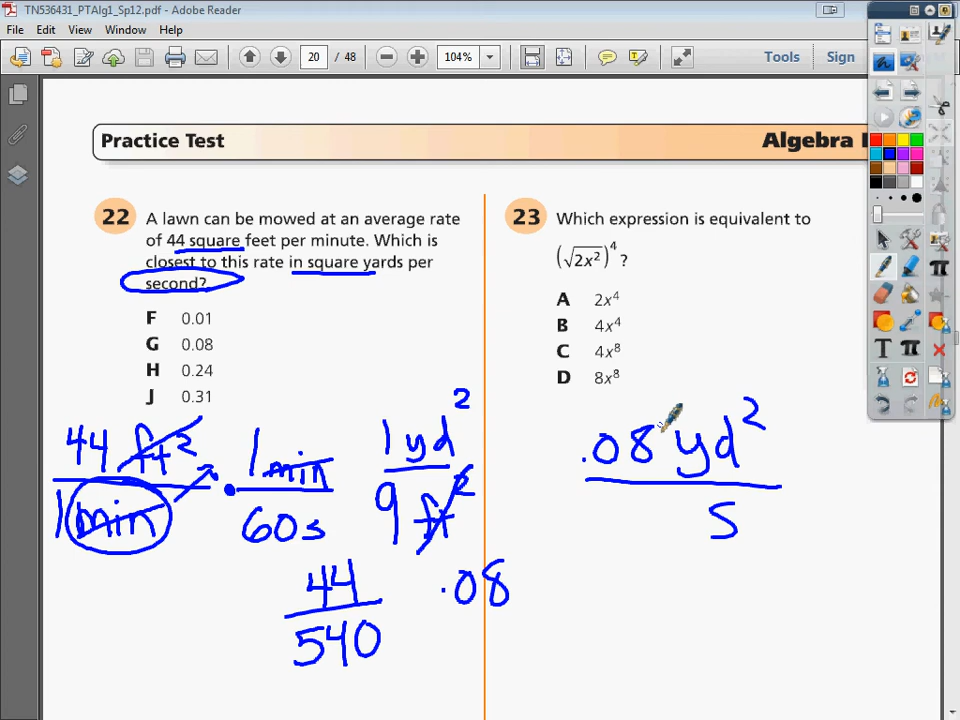 TN536431_PTAlg1_Sp12.pdf - Adobe Reader
File Edit View Window Help
20 / 48 104% Tools Sign
Practice Test
Algebra
22 A lawn can be mowed at an average rate
of 44 square feet per minute. Which is
closest to this rate in square yards per
second?
F 0.01
G 0.08
H 0.24
J 0.31
44 ft² 1 min 1 yd²
1 min · 60s 9 ft²
44 .08
540
23 Which expression is equivalent to
(√2x²)⁴ ?
A 2x⁴
B 4x⁴
C 4x⁸
D 8x⁸
.08 yd²
s